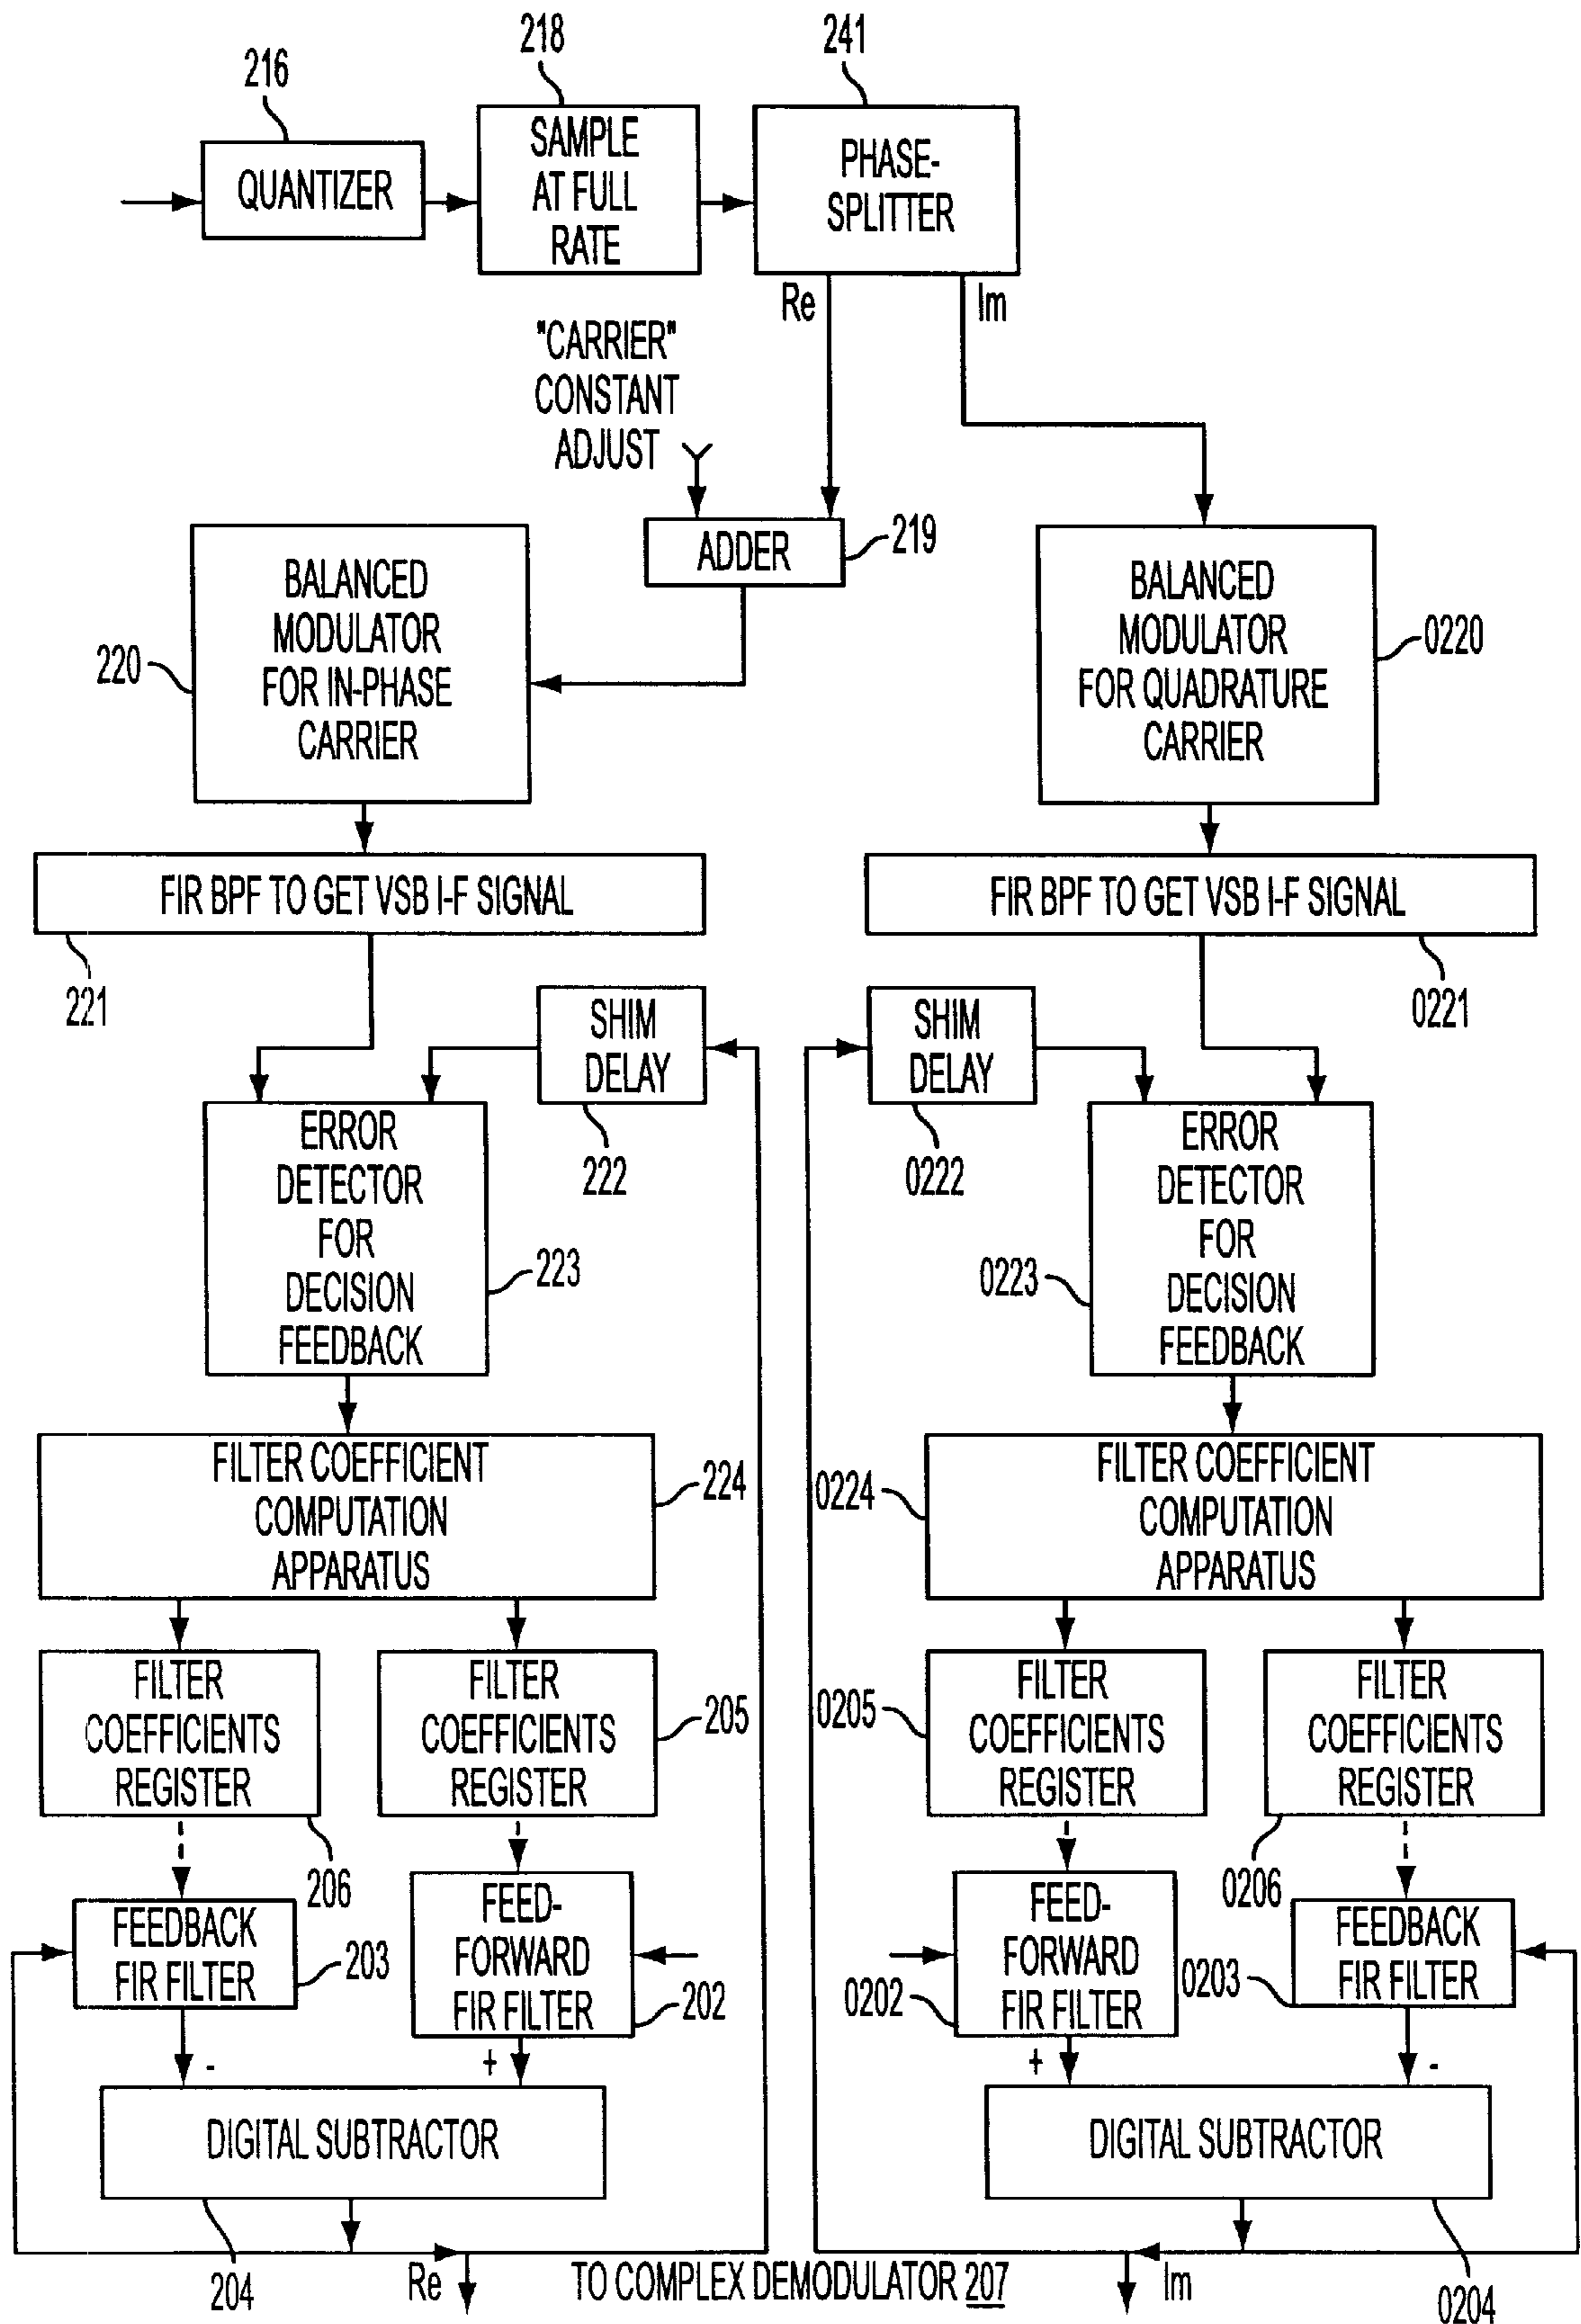 218
241
216
QUANTIZER
SAMPLE
AT FULL
RATE
PHASE-
SPLITTER
Re
Im
"CARRIER"
CONSTANT
ADJUST
ADDER
219
BALANCED
MODULATOR
FOR IN-PHASE
CARRIER
220
BALANCED
MODULATOR
FOR QUADRATURE
CARRIER
0220
FIR BPF TO GET VSB I-F SIGNAL
221
FIR BPF TO GET VSB I-F SIGNAL
0221
SHIM
DELAY
222
SHIM
DELAY
0222
ERROR
DETECTOR
FOR
DECISION
FEEDBACK
223
ERROR
DETECTOR
FOR
DECISION
FEEDBACK
0223
FILTER COEFFICIENT
COMPUTATION
APPARATUS
224
FILTER COEFFICIENT
COMPUTATION
APPARATUS
0224
FILTER
COEFFICIENTS
REGISTER
206
FILTER
COEFFICIENTS
REGISTER
205
FILTER
COEFFICIENTS
REGISTER
0205
FILTER
COEFFICIENTS
REGISTER
0206
FEEDBACK
FIR FILTER
203
FEED-
FORWARD
FIR FILTER
202
FEED-
FORWARD
FIR FILTER
0202
FEEDBACK
FIR FILTER
0203
-
+
+
-
DIGITAL SUBTRACTOR
204
DIGITAL SUBTRACTOR
0204
Re
TO COMPLEX DEMODULATOR 207
Im